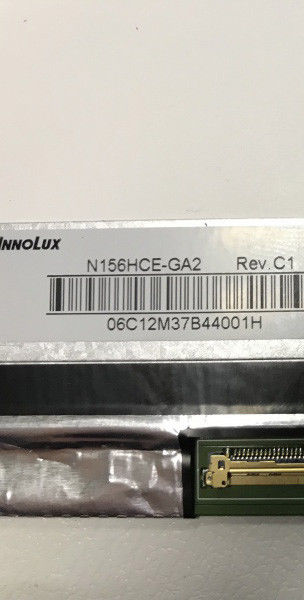 INNOLUX
N156HCE-GA2 Rev.C1
06C12M37B44001H